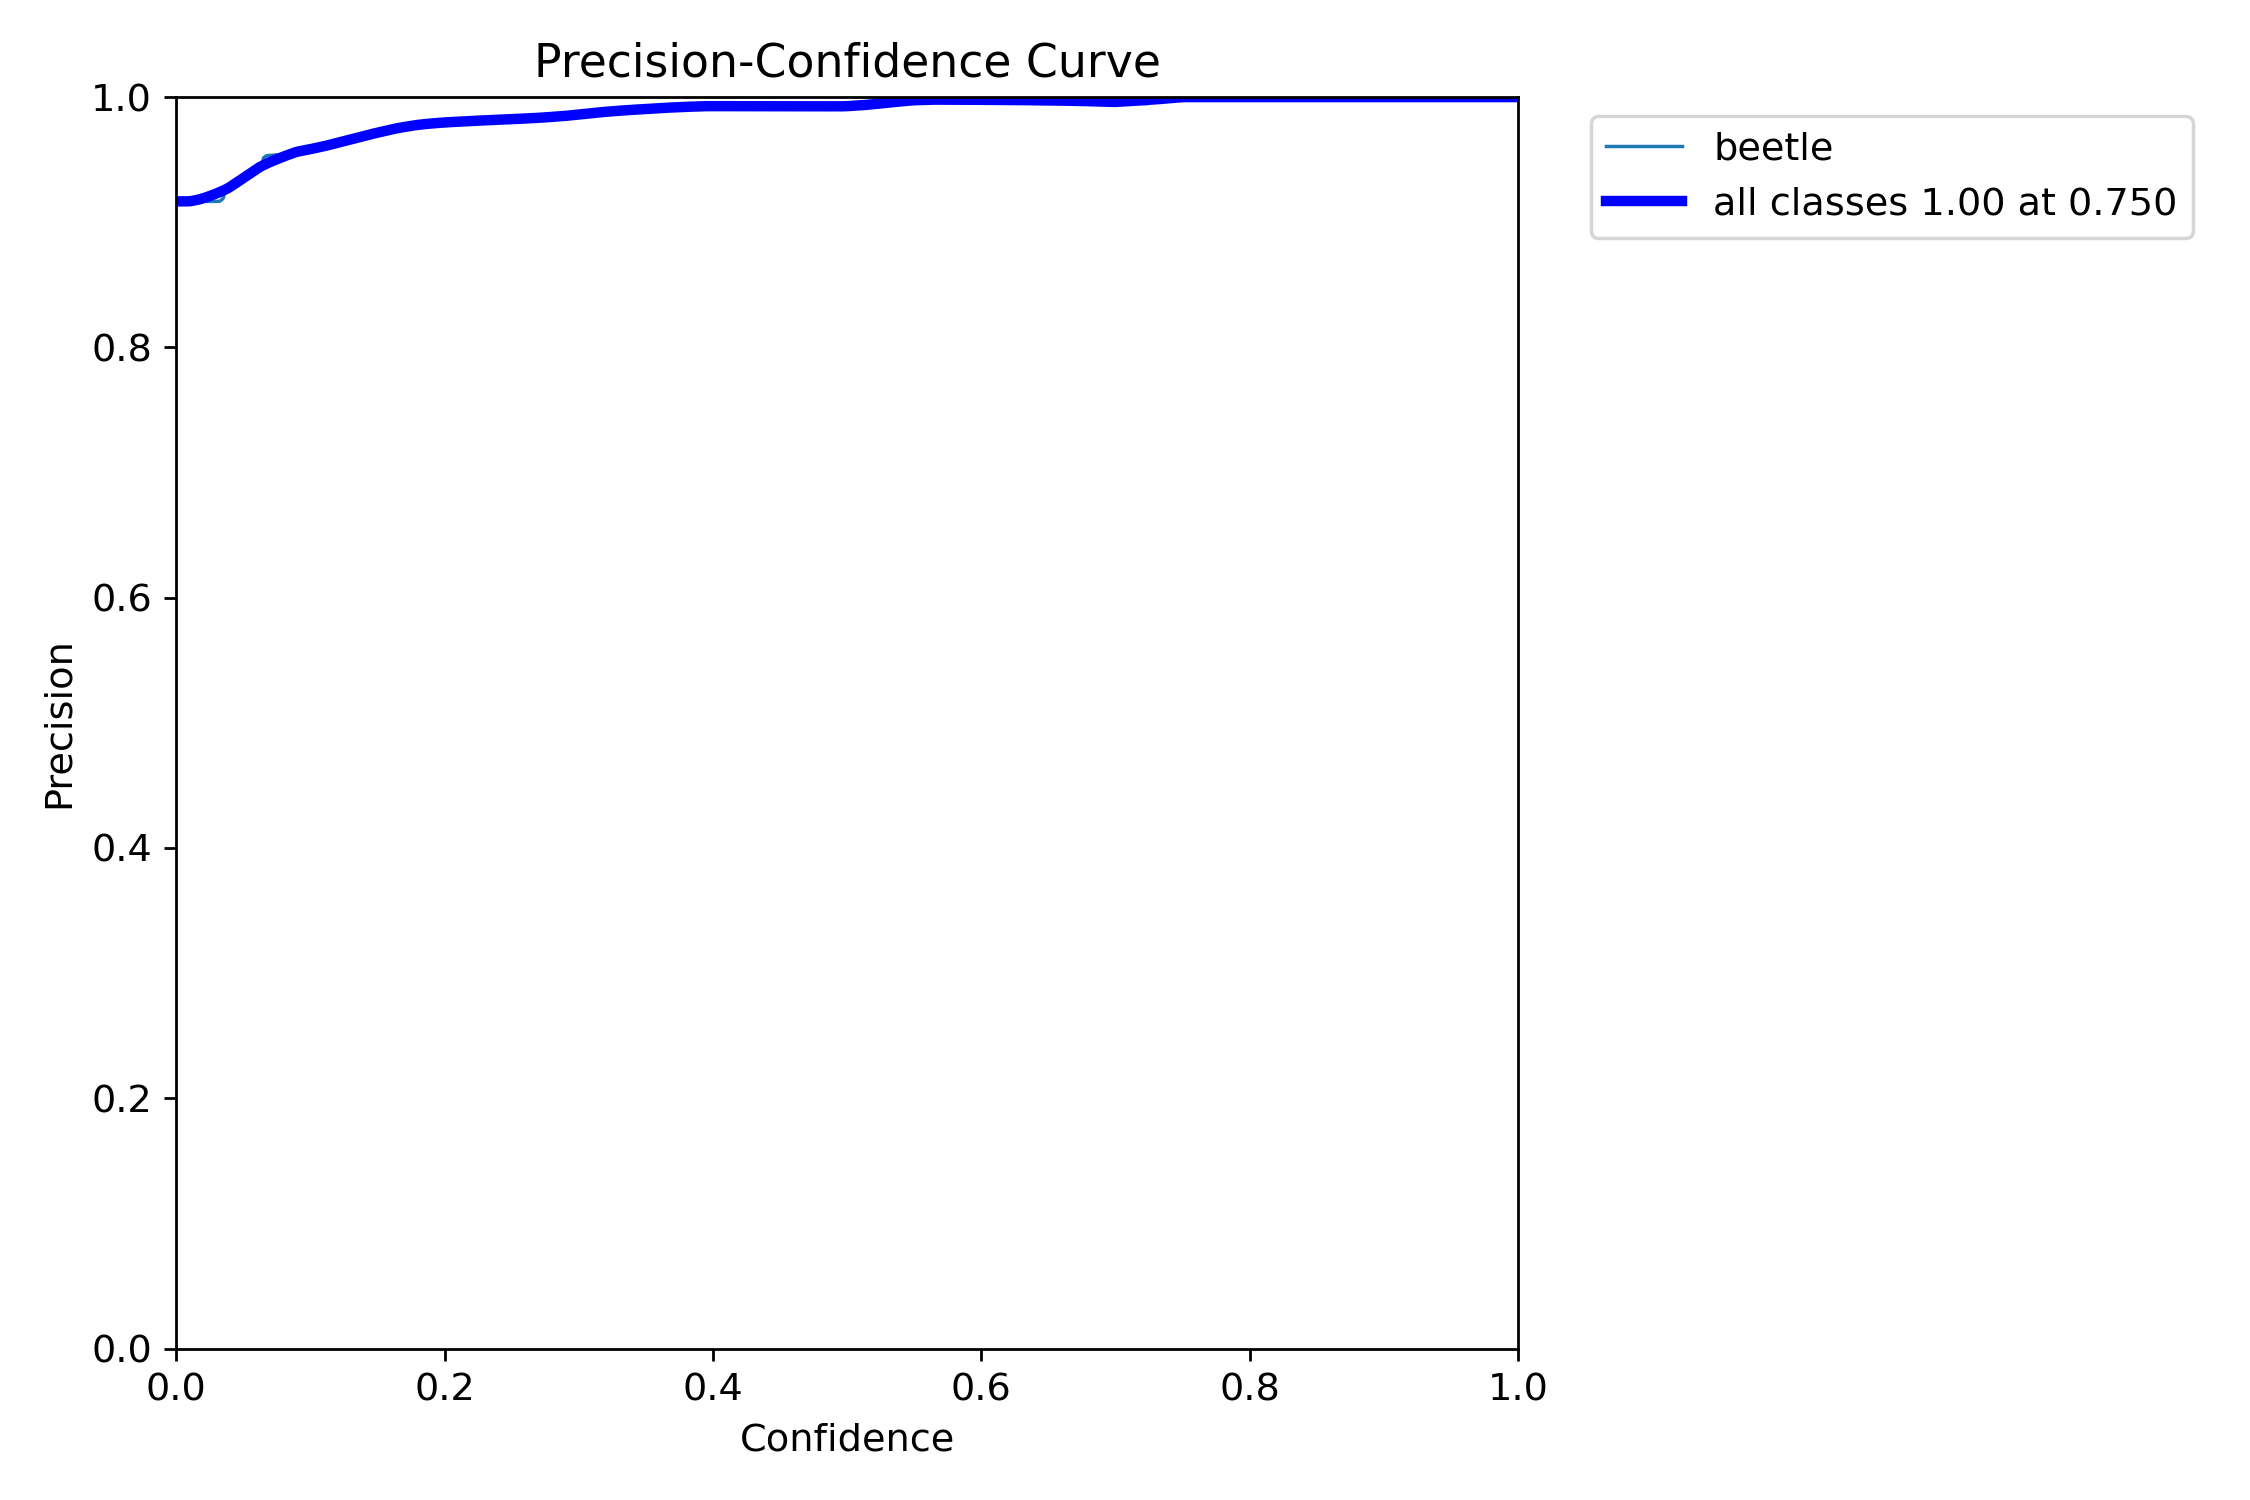 Precision-Confidence Curve
1.0
0.8
0.6
0.4
0.2
0.0
Precision
0.0 0.2 0.4 0.6 0.8 1.0
Confidence
beetle
all classes 1.00 at 0.750